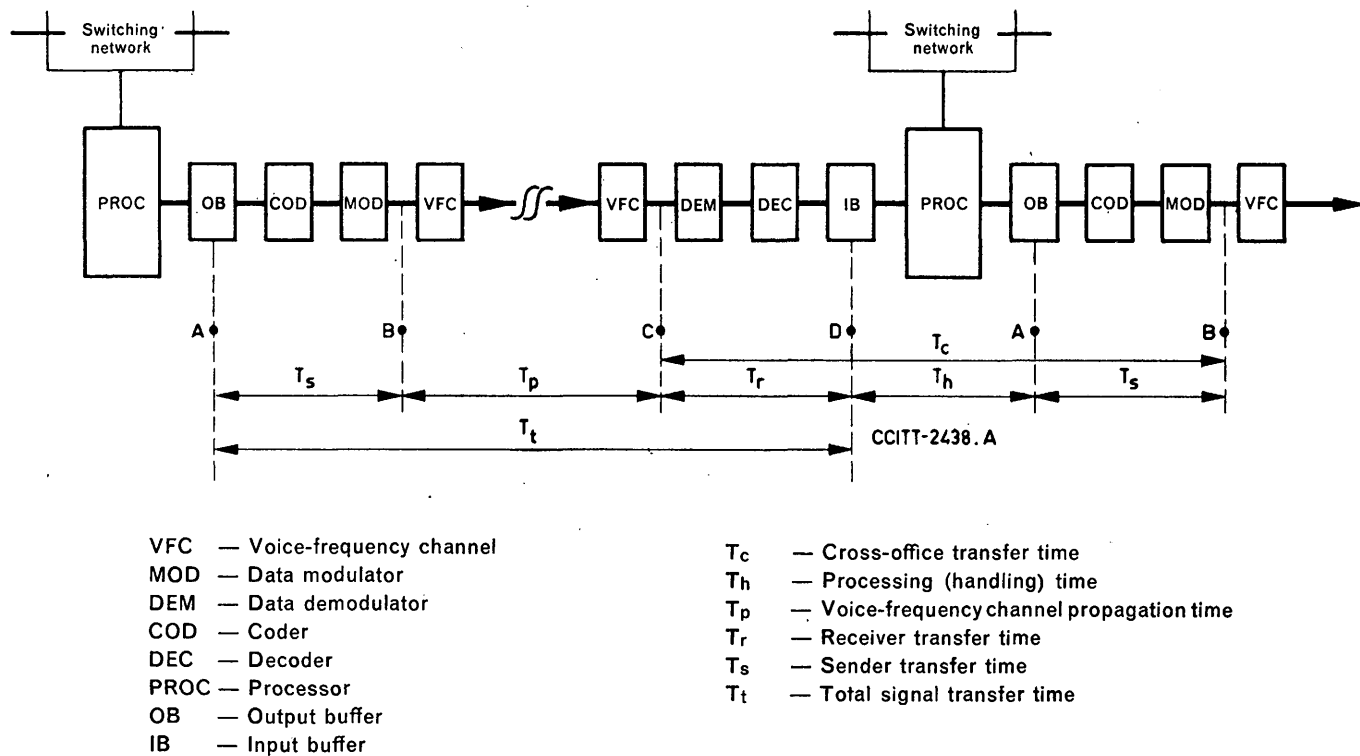 Switching network
Switching network
PROC
OB
COD
MOD
VFC
VFC
DEM
DEC
IB
PROC
OB
COD
MOD
VFC
A
B
C
D
A
B
Tc
Ts
Tp
Tr
Th
Ts
Tt
CCITT-2438.A
VFC — Voice-frequency channel
MOD — Data modulator
DEM — Data demodulator
COD — Coder
DEC — Decoder
PROC — Processor
OB — Output buffer
IB — Input buffer
Tc — Cross-office transfer time
Th — Processing (handling) time
Tp — Voice-frequency channel propagation time
Tr — Receiver transfer time
Ts — Sender transfer time
Tt — Total signal transfer time